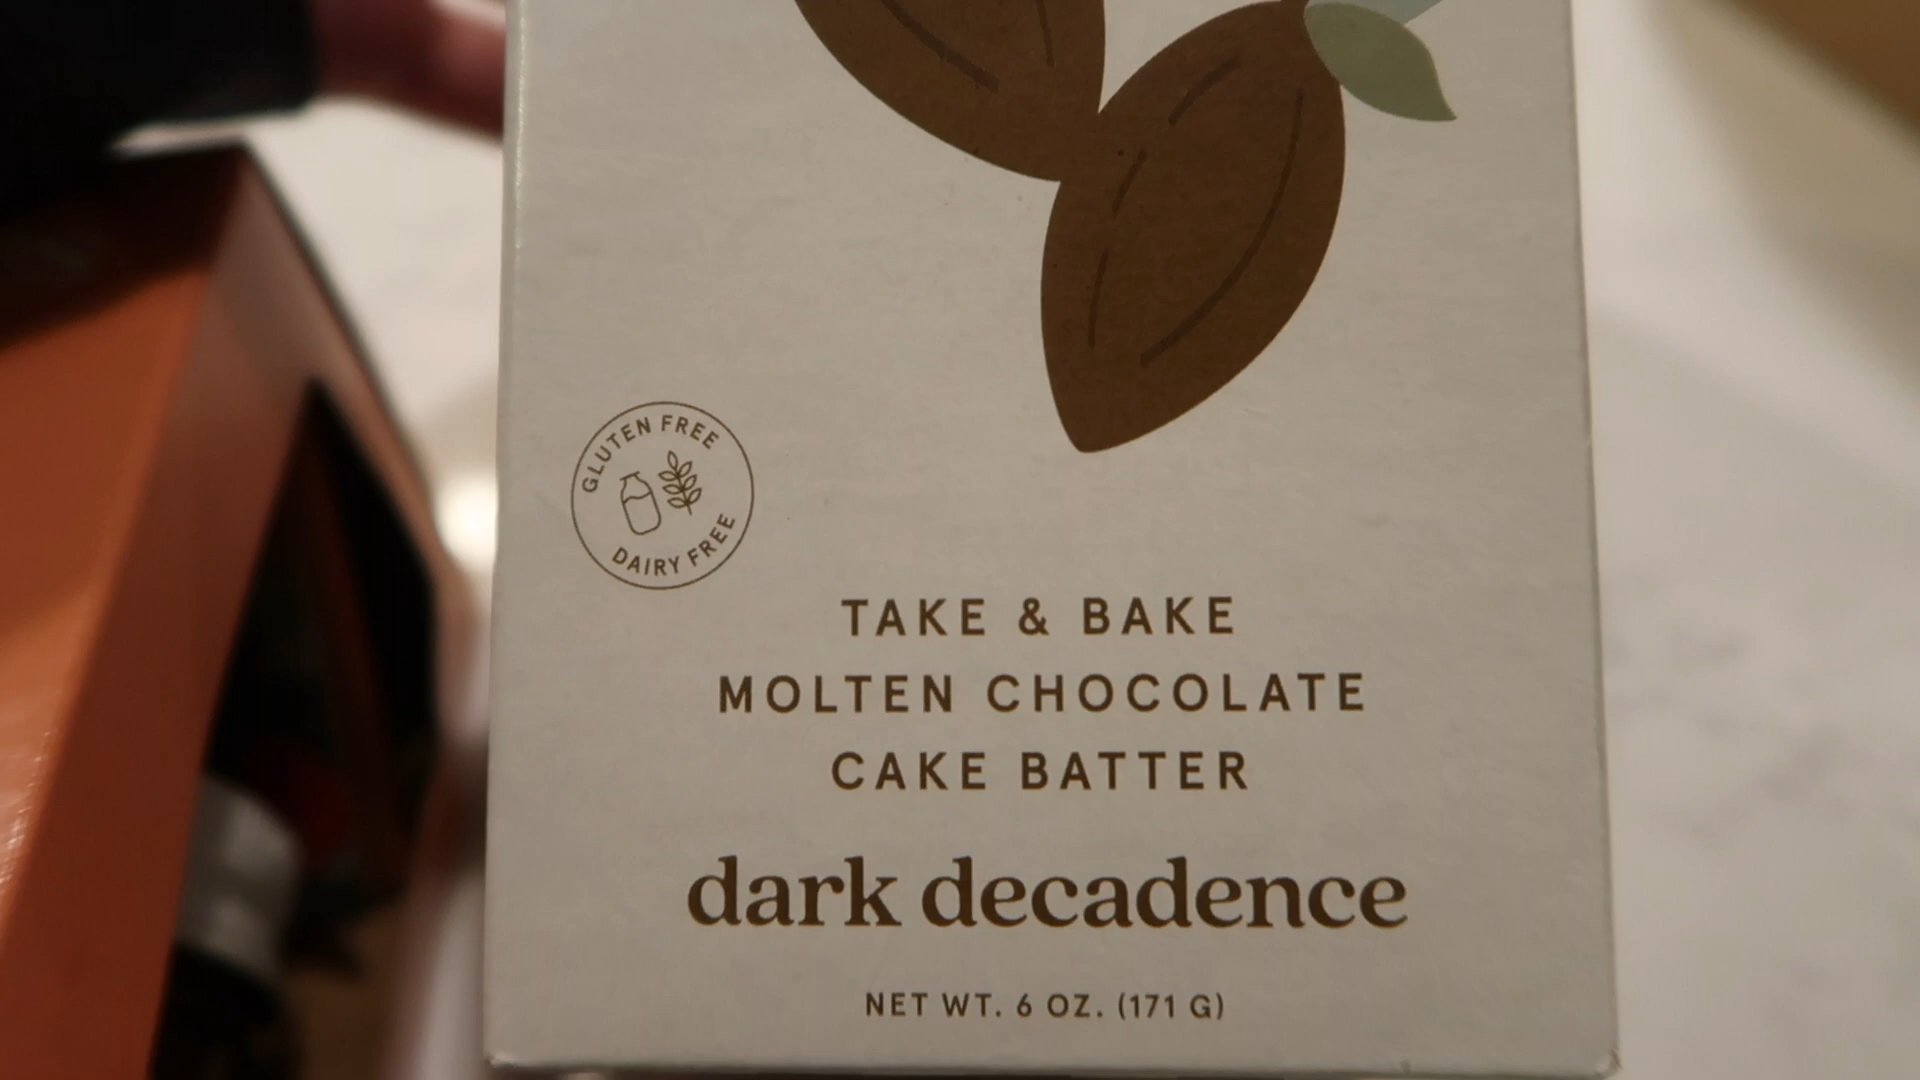 GLUTEN FREE
DAIRY FREE
TAKE & BAKE
MOLTEN CHOCOLATE
CAKE BATTER
dark decadence
NET WT. 6 OZ. (171 G)